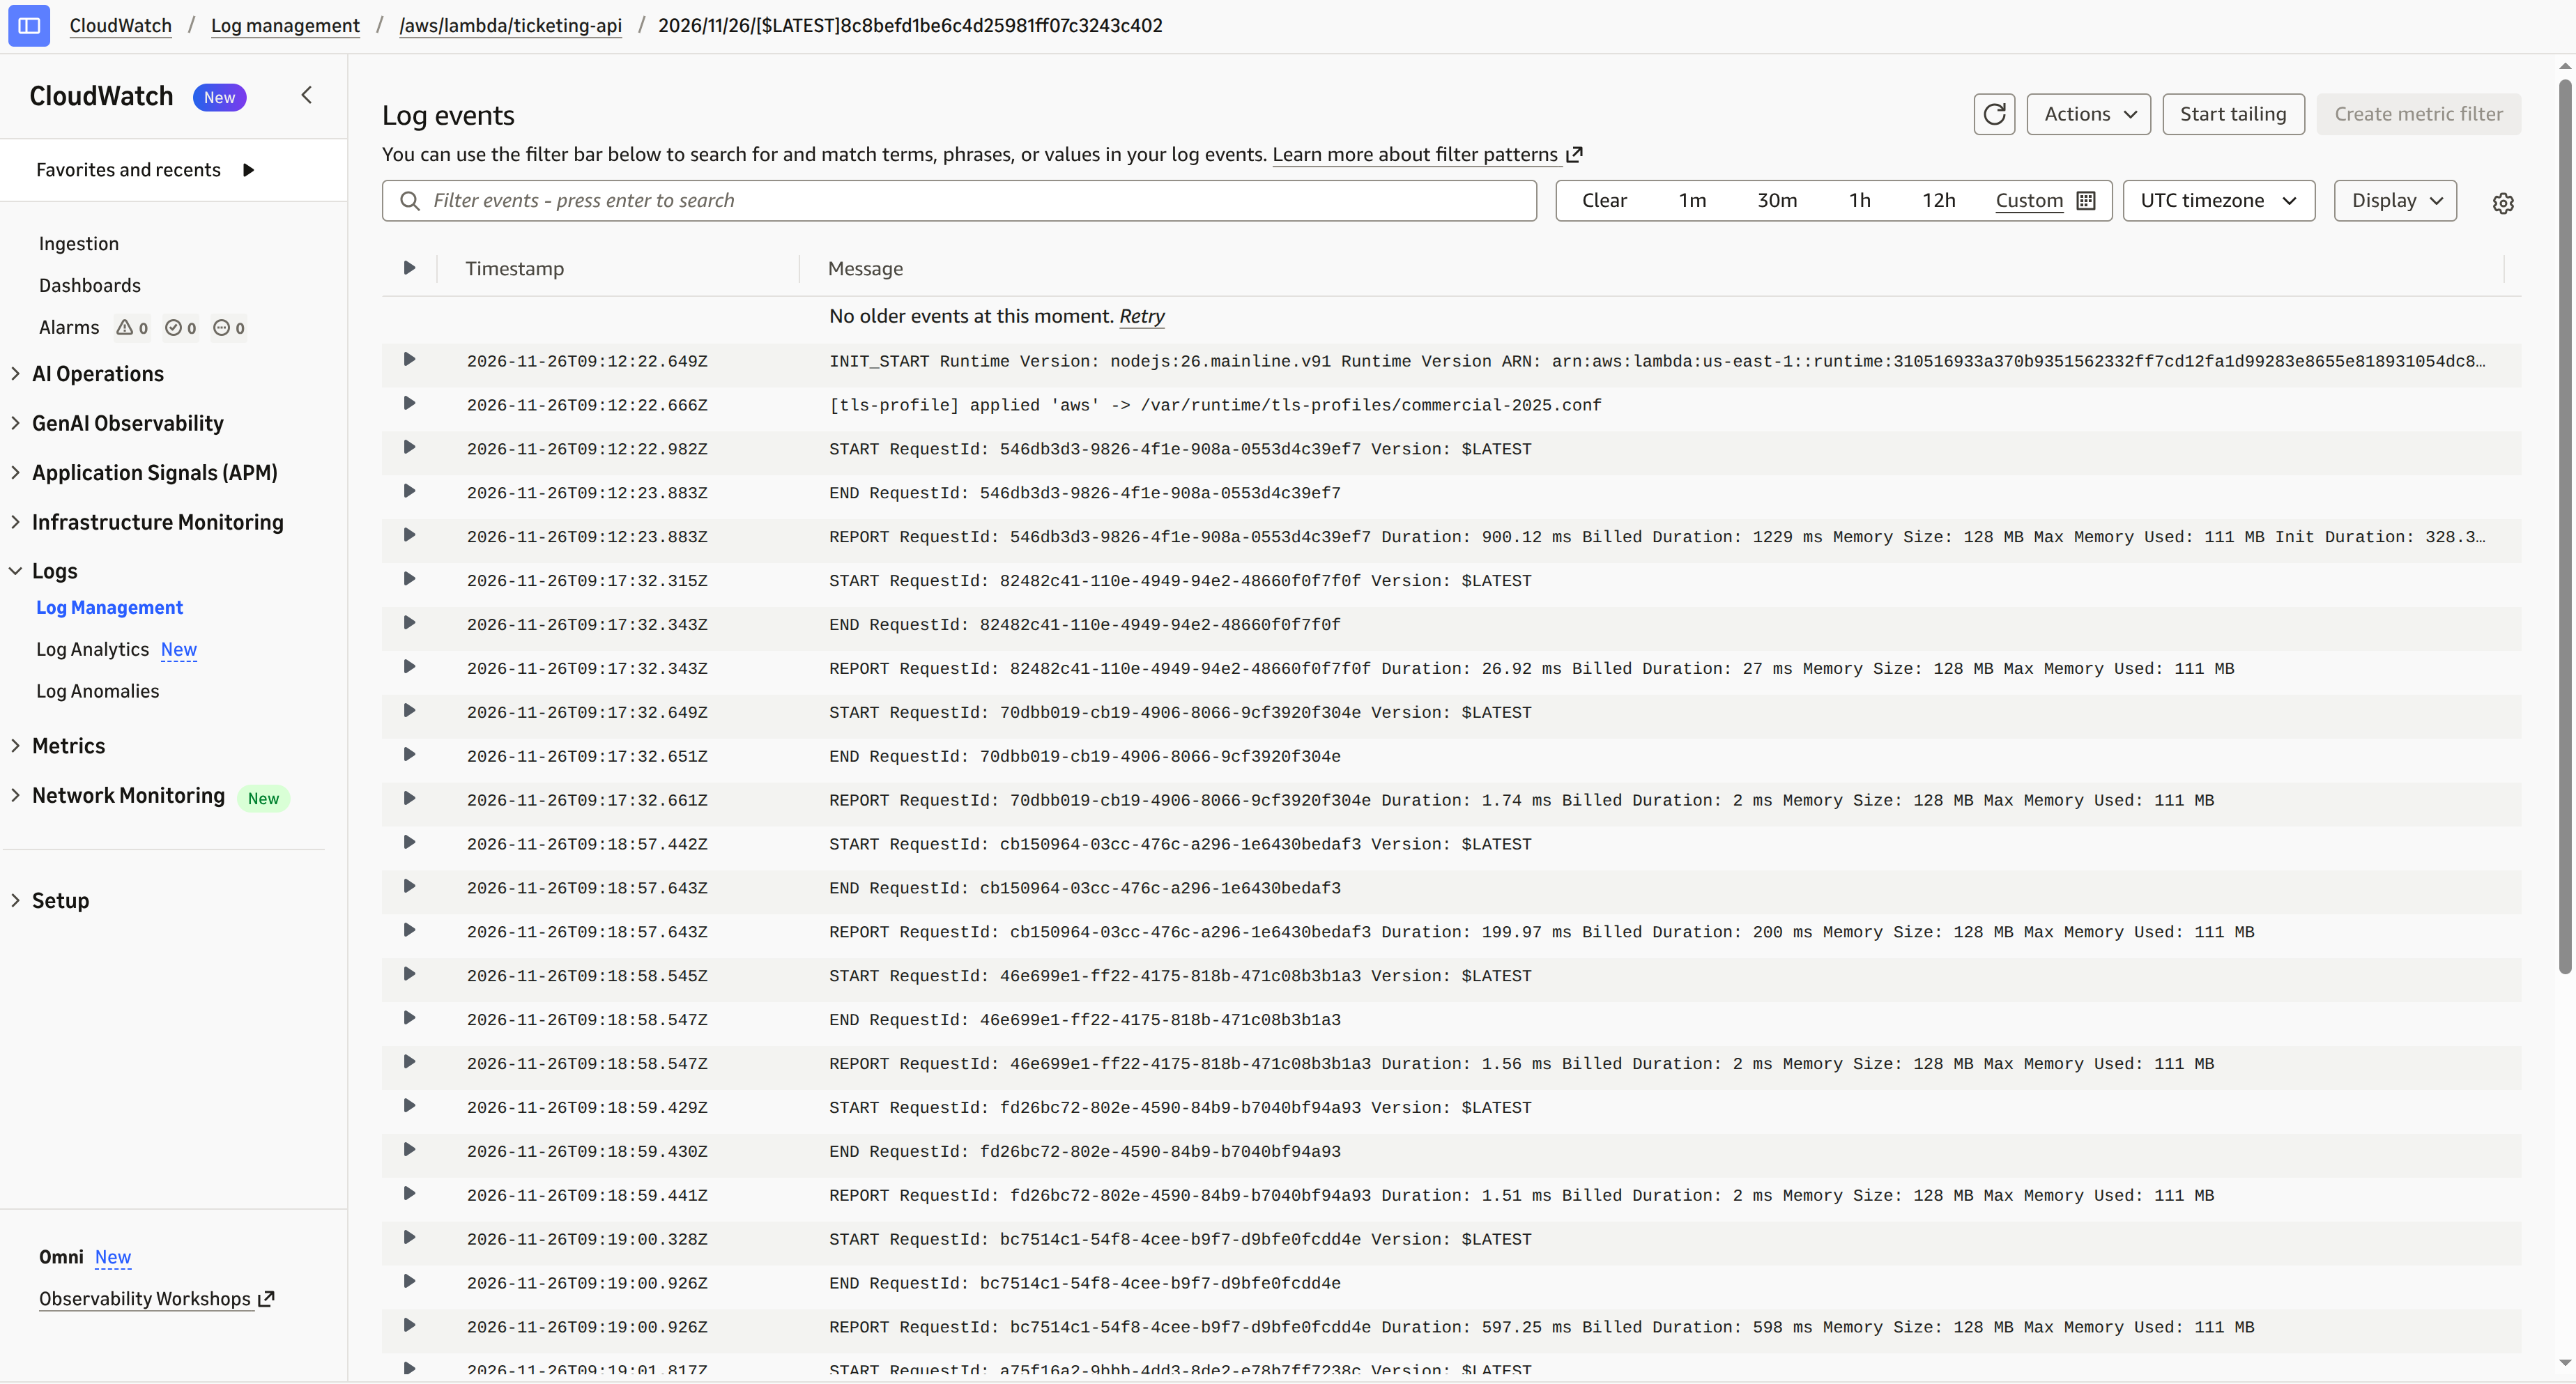 CloudWatch / Log management / /aws/lambda/ticketing-api / 2026/11/26/[$LATEST]8c8befd1be6c4d25981ff07c3243c402
CloudWatch New
Favorites and recents
Ingestion
Dashboards
Alarms 0 0 0
AI Operations
GenAI Observability
Application Signals (APM)
Infrastructure Monitoring
Logs
Log Management
Log Analytics New
Log Anomalies
Metrics
Network Monitoring New
Setup
Omni New
Observability Workshops
Log events
Actions
Start tailing
Create metric filter
You can use the filter bar below to search for and match terms, phrases, or values in your log events. Learn more about filter patterns
Filter events - press enter to search
Clear 1m 30m 1h 12h Custom
UTC timezone
Display
Timestamp Message
No older events at this moment. Retry
2026-11-26T09:12:22.649Z INIT_START Runtime Version: nodejs:26.mainline.v91 Runtime Version ARN: arn:aws:lambda:us-east-1::runtime:310516933a370b9351562332ff7cd12fa1d99283e8655e818931054dc8…
2026-11-26T09:12:22.666Z [tls-profile] applied 'aws' -> /var/runtime/tls-profiles/commercial-2025.conf
2026-11-26T09:12:22.982Z START RequestId: 546db3d3-9826-4f1e-908a-0553d4c39ef7 Version: $LATEST
2026-11-26T09:12:23.883Z END RequestId: 546db3d3-9826-4f1e-908a-0553d4c39ef7
2026-11-26T09:12:23.883Z REPORT RequestId: 546db3d3-9826-4f1e-908a-0553d4c39ef7 Duration: 900.12 ms Billed Duration: 1229 ms Memory Size: 128 MB Max Memory Used: 111 MB Init Duration: 328.3…
2026-11-26T09:17:32.315Z START RequestId: 82482c41-110e-4949-94e2-48660f0f7f0f Version: $LATEST
2026-11-26T09:17:32.343Z END RequestId: 82482c41-110e-4949-94e2-48660f0f7f0f
2026-11-26T09:17:32.343Z REPORT RequestId: 82482c41-110e-4949-94e2-48660f0f7f0f Duration: 26.92 ms Billed Duration: 27 ms Memory Size: 128 MB Max Memory Used: 111 MB
2026-11-26T09:17:32.649Z START RequestId: 70dbb019-cb19-4906-8066-9cf3920f304e Version: $LATEST
2026-11-26T09:17:32.651Z END RequestId: 70dbb019-cb19-4906-8066-9cf3920f304e
2026-11-26T09:17:32.661Z REPORT RequestId: 70dbb019-cb19-4906-8066-9cf3920f304e Duration: 1.74 ms Billed Duration: 2 ms Memory Size: 128 MB Max Memory Used: 111 MB
2026-11-26T09:18:57.442Z START RequestId: cb150964-03cc-476c-a296-1e6430bedaf3 Version: $LATEST
2026-11-26T09:18:57.643Z END RequestId: cb150964-03cc-476c-a296-1e6430bedaf3
2026-11-26T09:18:57.643Z REPORT RequestId: cb150964-03cc-476c-a296-1e6430bedaf3 Duration: 199.97 ms Billed Duration: 200 ms Memory Size: 128 MB Max Memory Used: 111 MB
2026-11-26T09:18:58.545Z START RequestId: 46e699e1-ff22-4175-818b-471c08b3b1a3 Version: $LATEST
2026-11-26T09:18:58.547Z END RequestId: 46e699e1-ff22-4175-818b-471c08b3b1a3
2026-11-26T09:18:58.547Z REPORT RequestId: 46e699e1-ff22-4175-818b-471c08b3b1a3 Duration: 1.56 ms Billed Duration: 2 ms Memory Size: 128 MB Max Memory Used: 111 MB
2026-11-26T09:18:59.429Z START RequestId: fd26bc72-802e-4590-84b9-b7040bf94a93 Version: $LATEST
2026-11-26T09:18:59.430Z END RequestId: fd26bc72-802e-4590-84b9-b7040bf94a93
2026-11-26T09:18:59.441Z REPORT RequestId: fd26bc72-802e-4590-84b9-b7040bf94a93 Duration: 1.51 ms Billed Duration: 2 ms Memory Size: 128 MB Max Memory Used: 111 MB
2026-11-26T09:19:00.328Z START RequestId: bc7514c1-54f8-4cee-b9f7-d9bfe0fcdd4e Version: $LATEST
2026-11-26T09:19:00.926Z END RequestId: bc7514c1-54f8-4cee-b9f7-d9bfe0fcdd4e
2026-11-26T09:19:00.926Z REPORT RequestId: bc7514c1-54f8-4cee-b9f7-d9bfe0fcdd4e Duration: 597.25 ms Billed Duration: 598 ms Memory Size: 128 MB Max Memory Used: 111 MB
2026-11-26T09:19:01.817Z START RequestId: a75f16a2-9bbb-4dd3-8de2-e78b7ff7238c Version: $LATEST